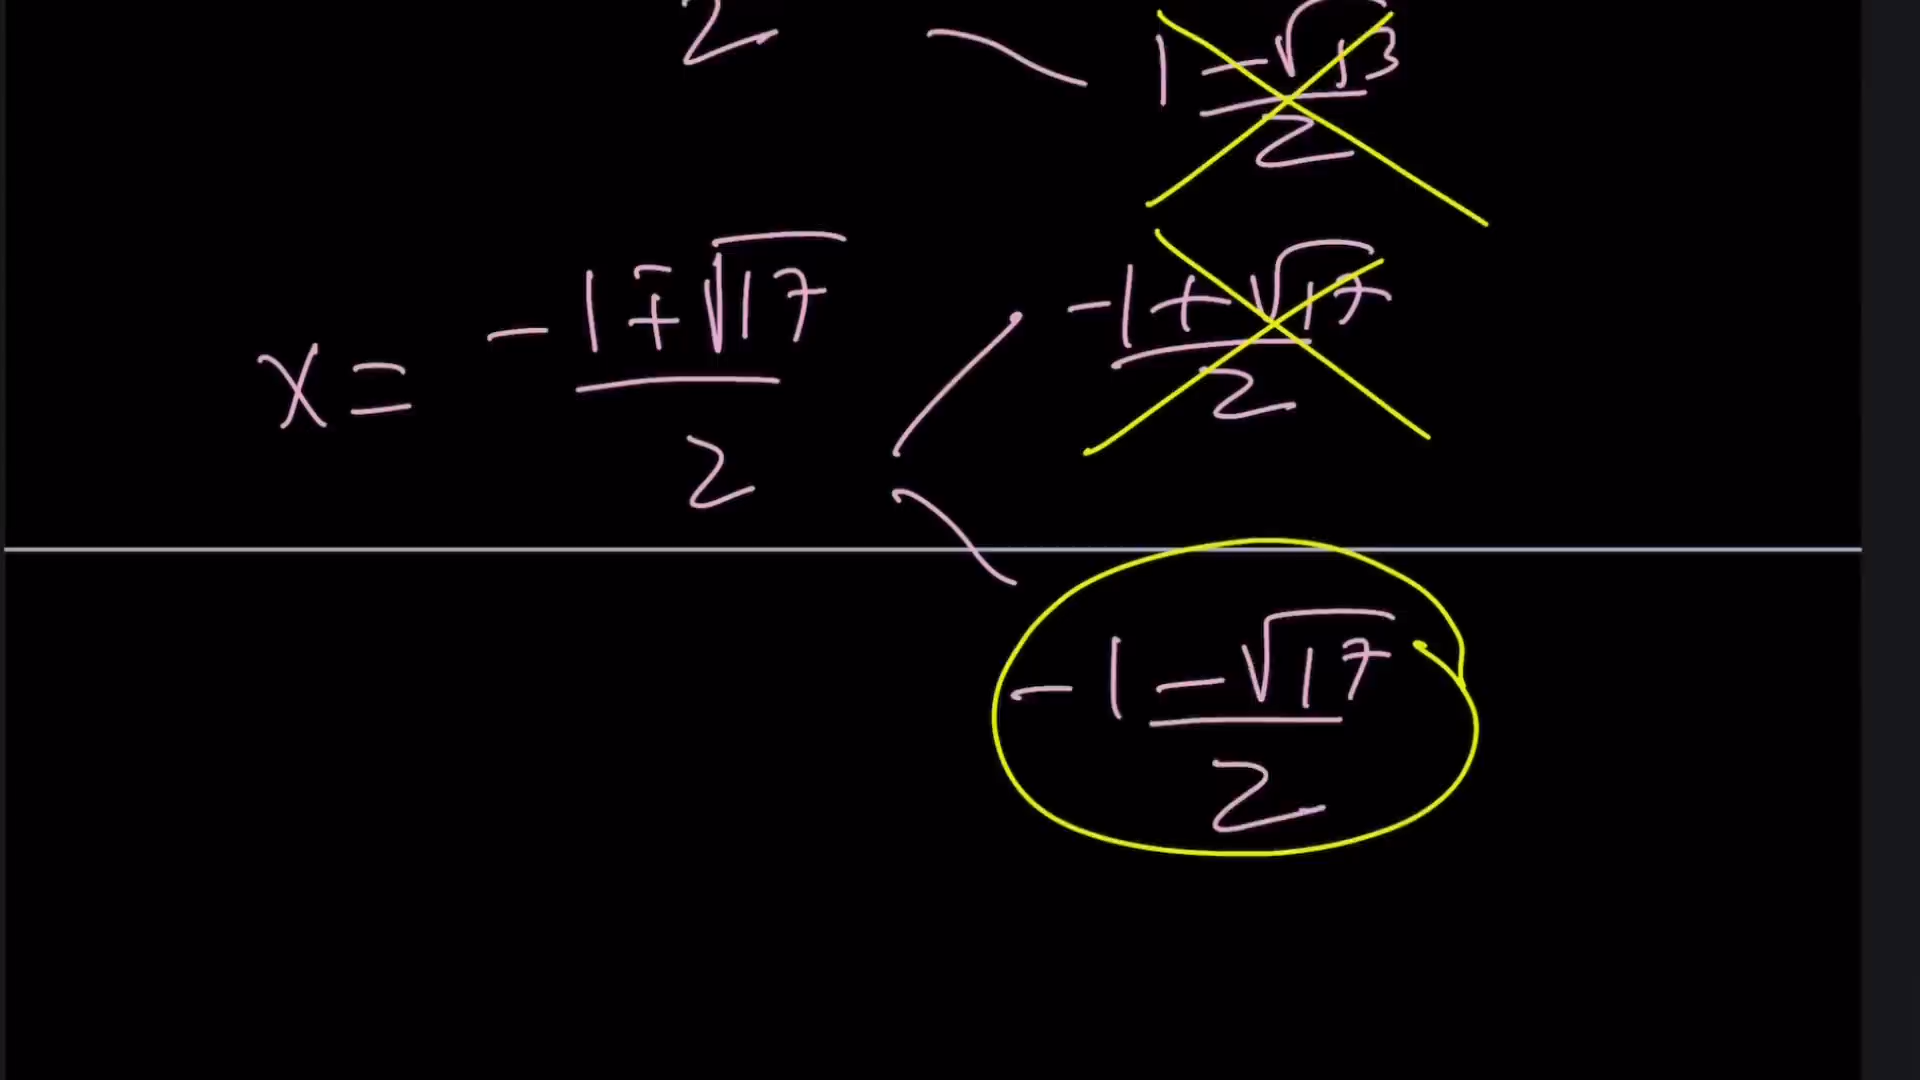 2
1 - √13
2
x = -1 ∓ √17
2
-1 + √17
2
-1 - √17
2